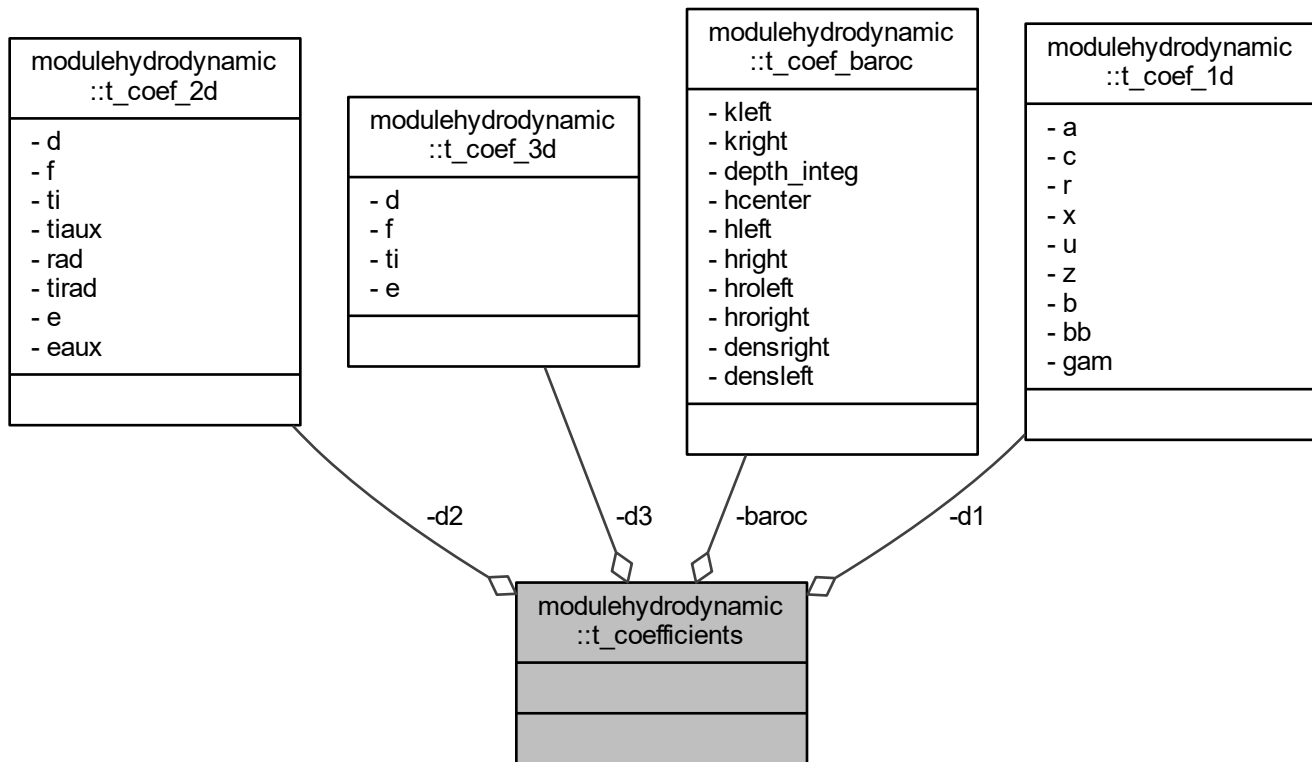 modulehydrodynamic
::t_coef_2d
- d
- f
- ti
- tiaux
- rad
- tirad
- e
- eaux
modulehydrodynamic
::t_coef_3d
- d
- f
- ti
- e
modulehydrodynamic
::t_coef_baroc
- kleft
- kright
- depth_integ
- hcenter
- hleft
- hright
- hroleft
- hroright
- densright
- densleft
modulehydrodynamic
::t_coef_1d
- a
- c
- r
- x
- u
- z
- b
- bb
- gam
-d2
-d3
-baroc
-d1
modulehydrodynamic
::t_coefficients